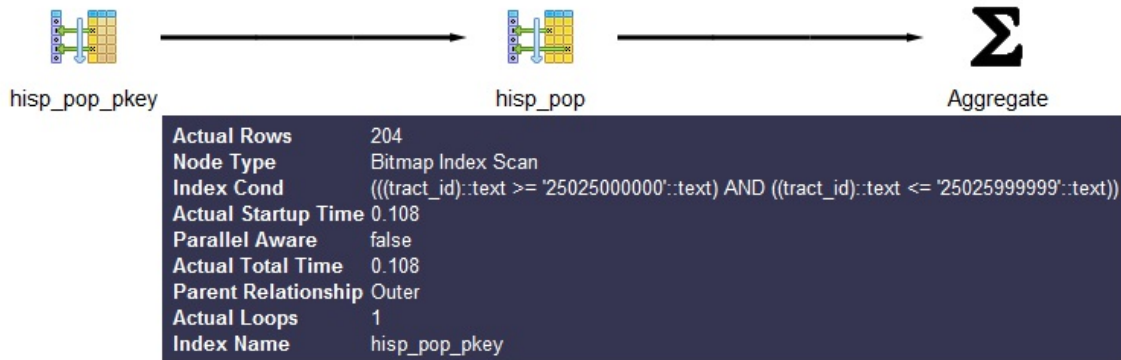 hisp_pop_pkey hisp_pop Aggregate
Actual Rows 204
Node Type Bitmap Index Scan
Index Cond (((tract_id)::text >= '25025000000'::text) AND ((tract_id)::text <= '25025999999'::text))
Actual Startup Time 0.108
Parallel Aware false
Actual Total Time 0.108
Parent Relationship Outer
Actual Loops 1
Index Name hisp_pop_pkey